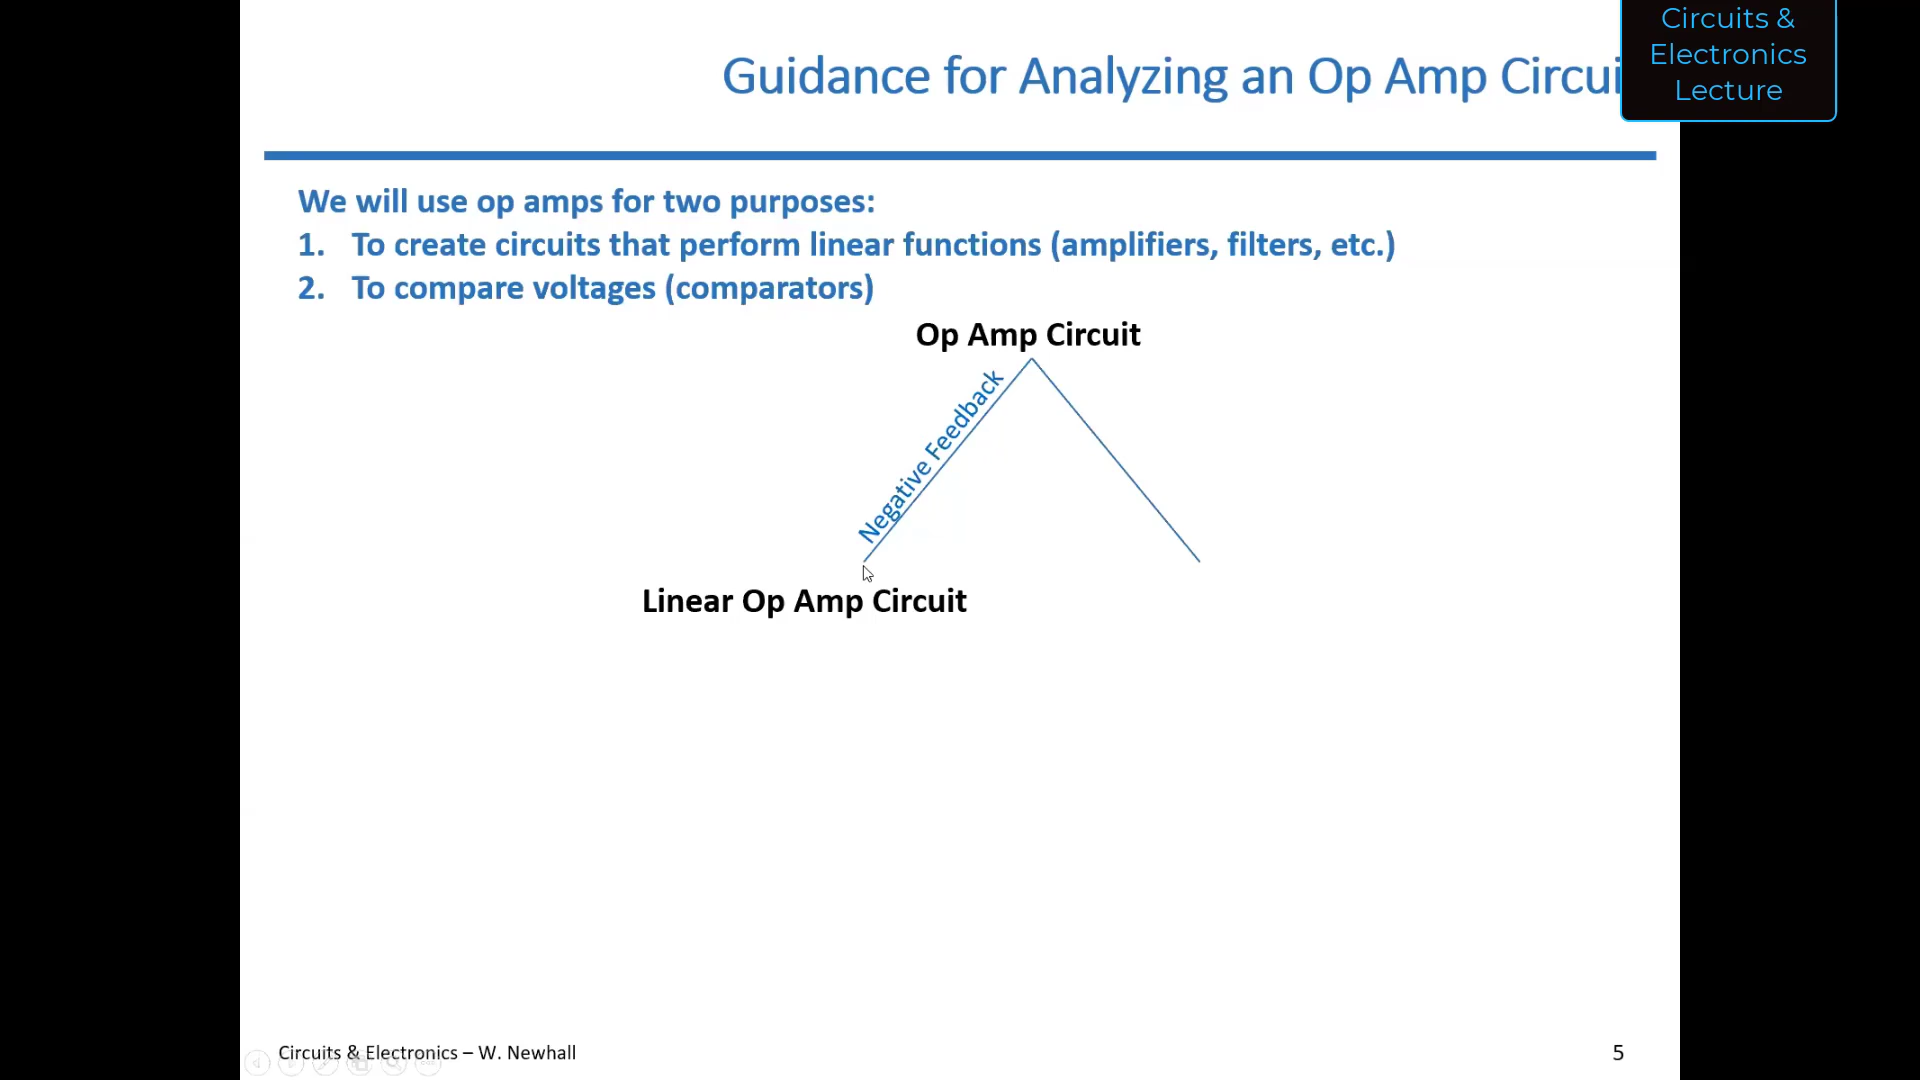 Circuits &
Electronics
Lecture
Guidance for Analyzing an Op Amp Circui
We will use op amps for two purposes:
1. To create circuits that perform linear functions (amplifiers, filters, etc.)
2. To compare voltages (comparators)
Op Amp Circuit
Negative Feedback
Linear Op Amp Circuit
Circuits & Electronics – W. Newhall
5